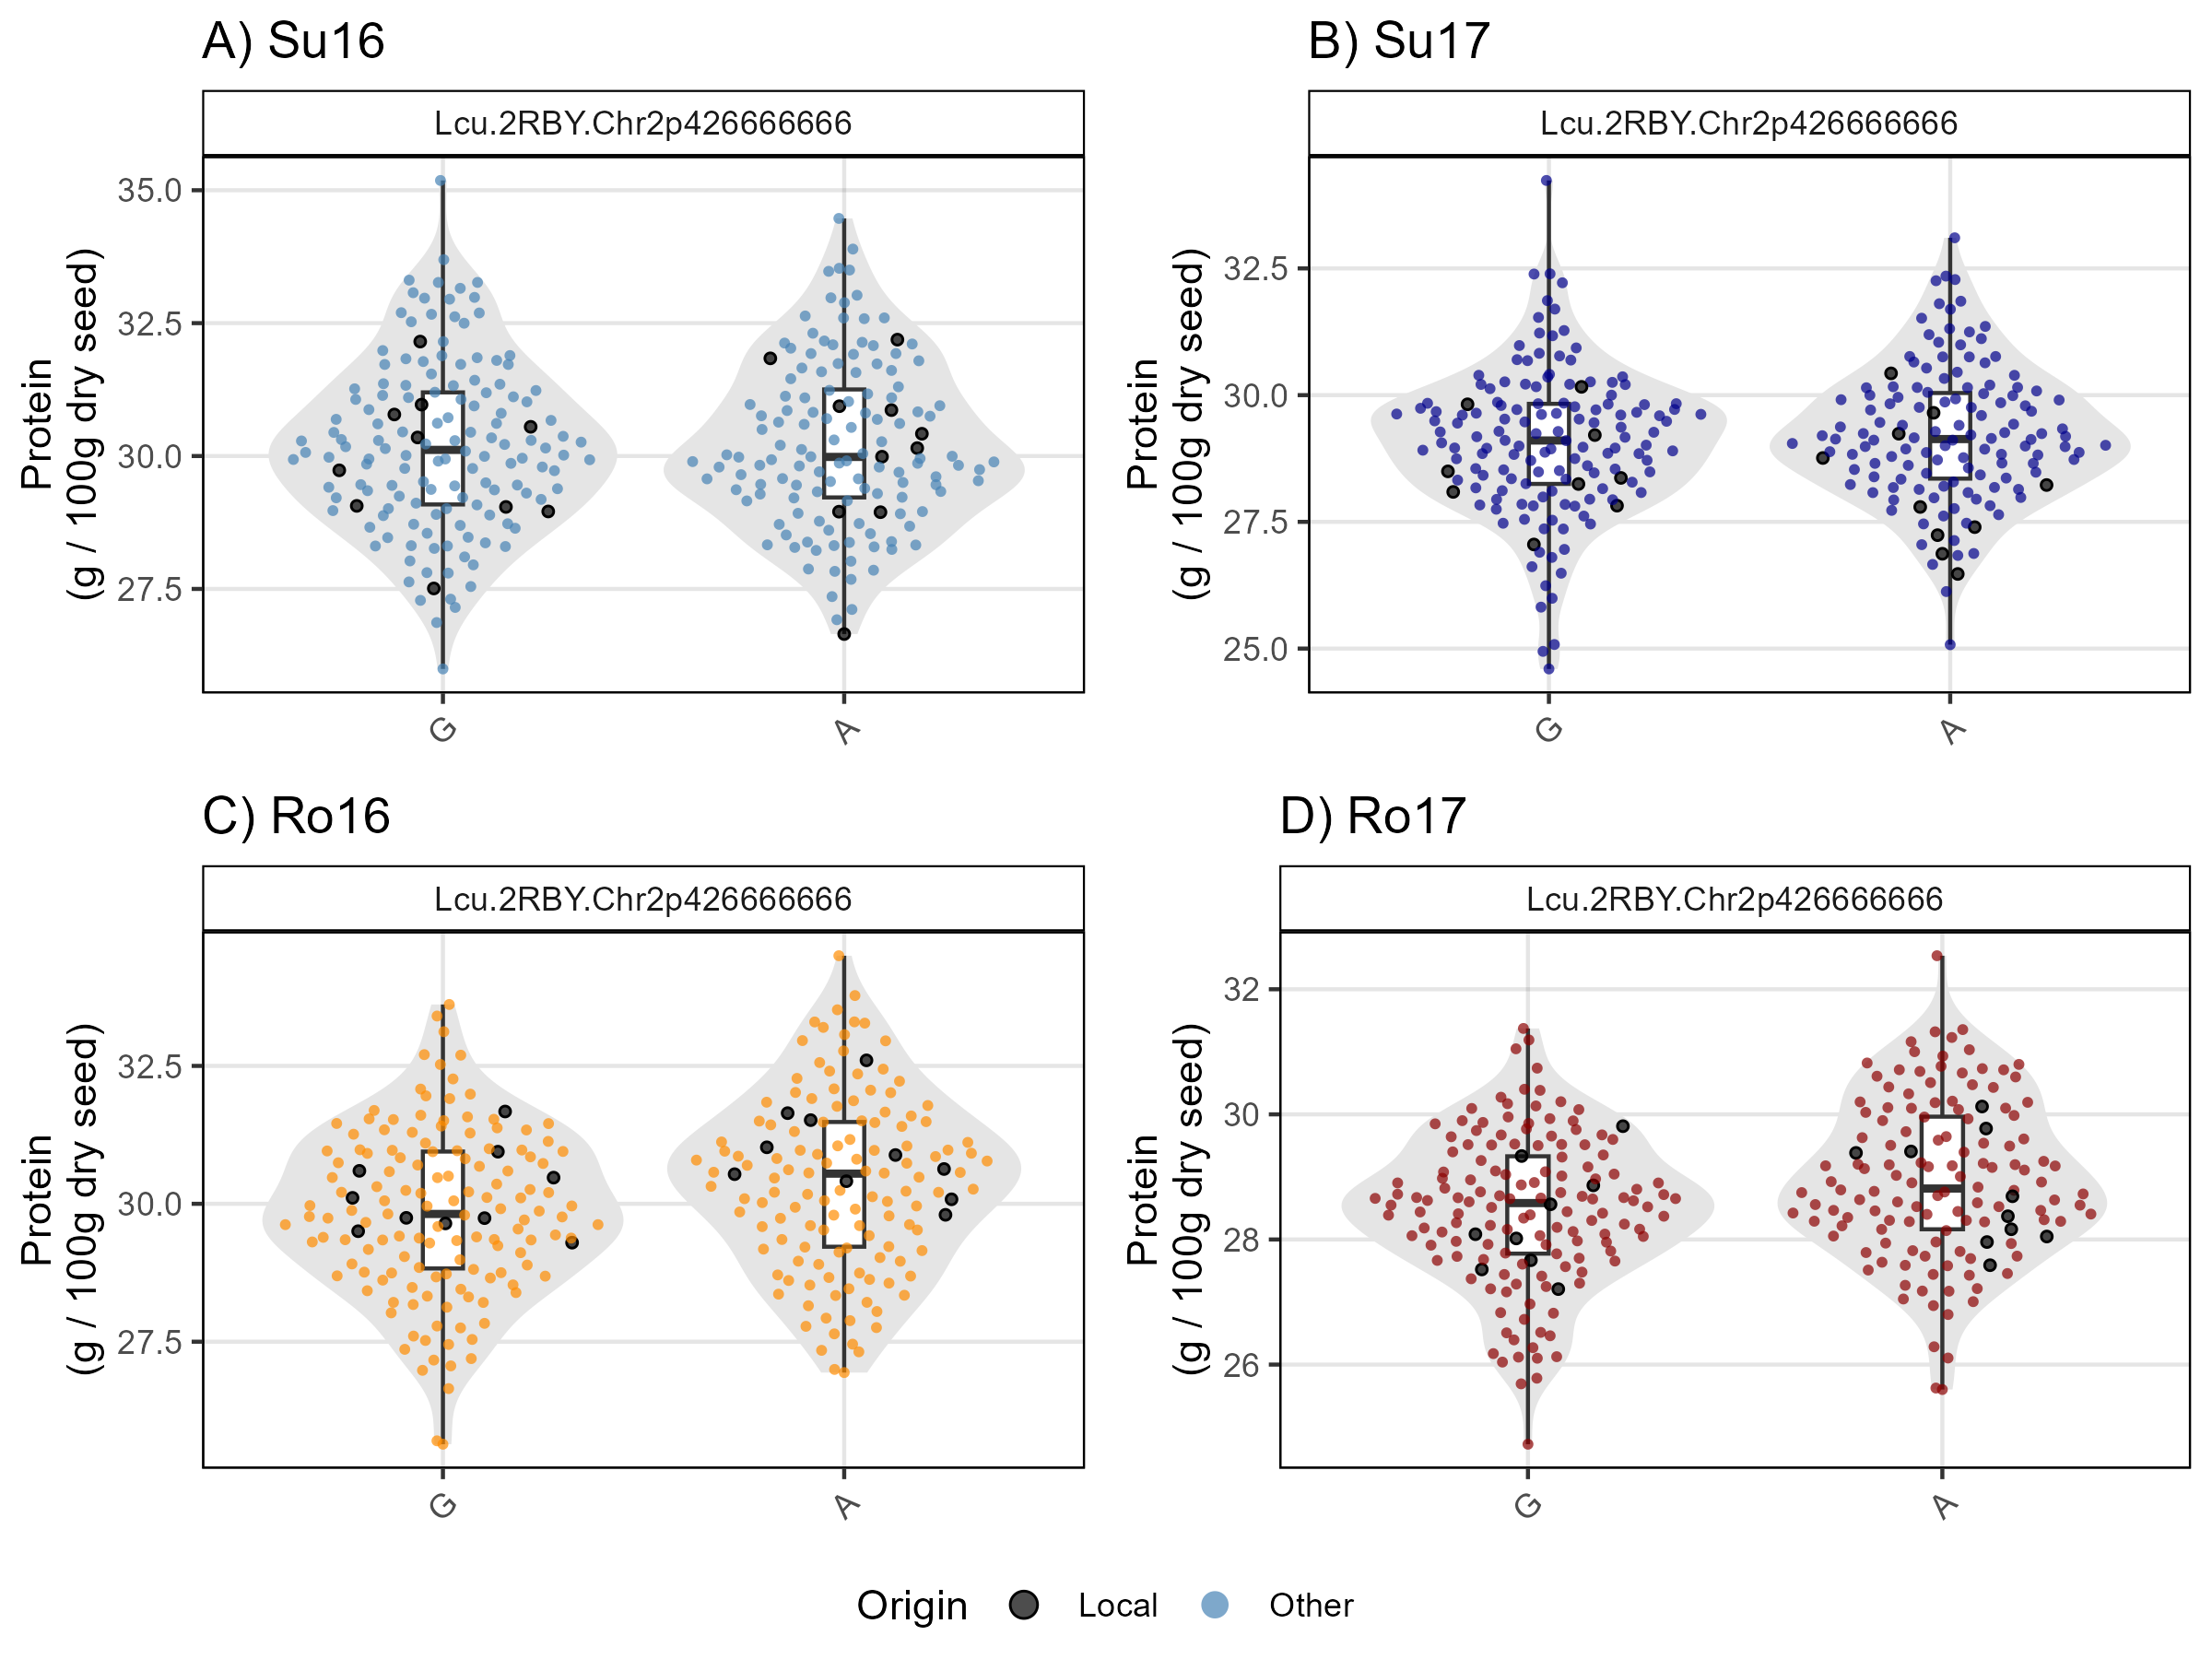 A) Su16
Lcu.2RBY.Chr2p426666666
Protein
(g / 100g dry seed)
35.0
32.5
30.0
27.5
G
A
B) Su17
Lcu.2RBY.Chr2p426666666
Protein
(g / 100g dry seed)
32.5
30.0
27.5
25.0
G
A
C) Ro16
Lcu.2RBY.Chr2p426666666
Protein
(g / 100g dry seed)
32.5
30.0
27.5
G
A
D) Ro17
Lcu.2RBY.Chr2p426666666
Protein
(g / 100g dry seed)
32
30
28
26
G
A
Origin Local Other